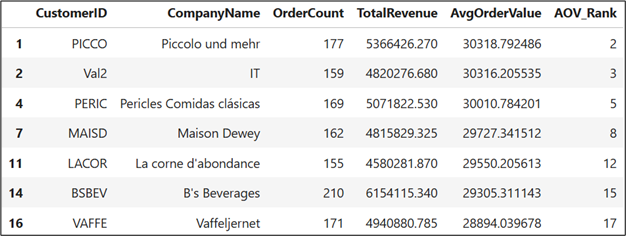 CustomerID CompanyName OrderCount TotalRevenue AvgOrderValue AOV_Rank
1 PICCO Piccolo und mehr 177 5366426.270 30318.792486 2
2 Val2 IT 159 4820276.680 30316.205535 3
4 PERIC Pericles Comidas clásicas 169 5071822.530 30010.784201 5
7 MAISD Maison Dewey 162 4815829.325 29727.341512 8
11 LACOR La corne d'abondance 155 4580281.870 29550.205613 12
14 BSBEV B's Beverages 210 6154115.340 29305.311143 15
16 VAFFE Vaffeljernet 171 4940880.785 28894.039678 17